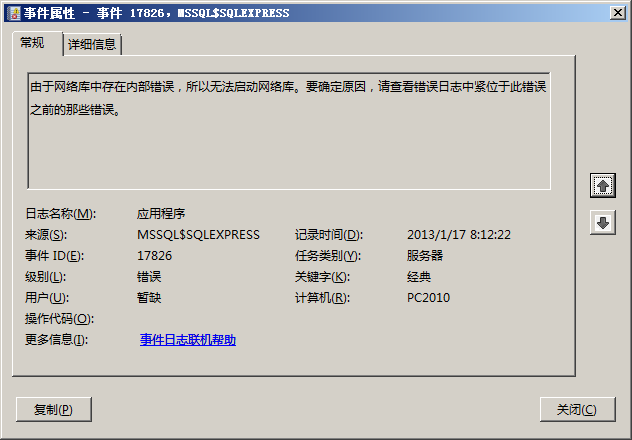 事件属性 - 事件 17826，MSSQL$SQLEXPRESS
常规 详细信息
由于网络库中存在内部错误，所以无法启动网络库。要确定原因，请查看错误日志中紧位于此错误
之前的那些错误。
日志名称(M): 应用程序
来源(S): MSSQL$SQLEXPRESS 记录时间(D): 2013/1/17 8:12:22
事件 ID(E): 17826 任务类别(Y): 服务器
级别(L): 错误 关键字(K): 经典
用户(U): 暂缺 计算机(R): PC2010
操作代码(O):
更多信息(I): 事件日志联机帮助
复制(P) 关闭(C)